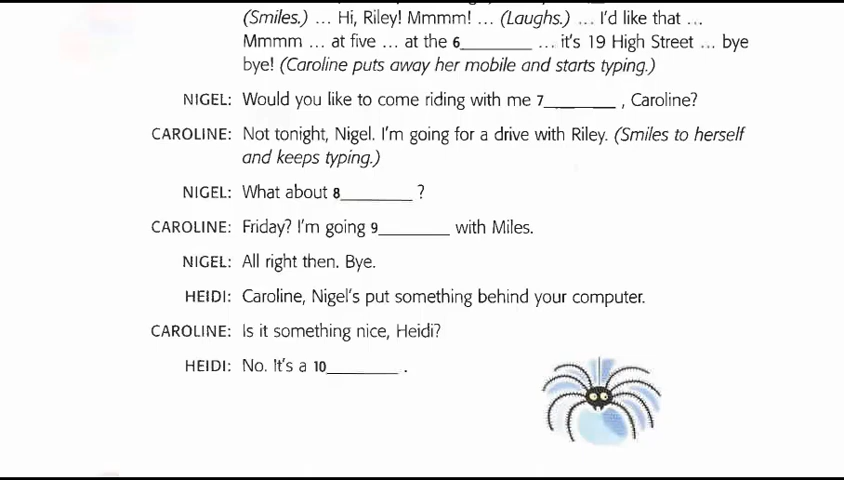 (Smiles.) ... Hi, Riley! Mmmm! ... (Laughs.) ... I'd like that ...
Mmmm ... at five ... at the 6________ ... it's 19 High Street ... bye
bye! (Caroline puts away her mobile and starts typing.)
NIGEL: Would you like to come riding with me 7________ , Caroline?
CAROLINE: Not tonight, Nigel. I'm going for a drive with Riley. (Smiles to herself
and keeps typing.)
NIGEL: What about 8________ ?
CAROLINE: Friday? I'm going 9________ with Miles.
NIGEL: All right then. Bye.
HEIDI: Caroline, Nigel's put something behind your computer.
CAROLINE: Is it something nice, Heidi?
HEIDI: No. It's a 10________ .